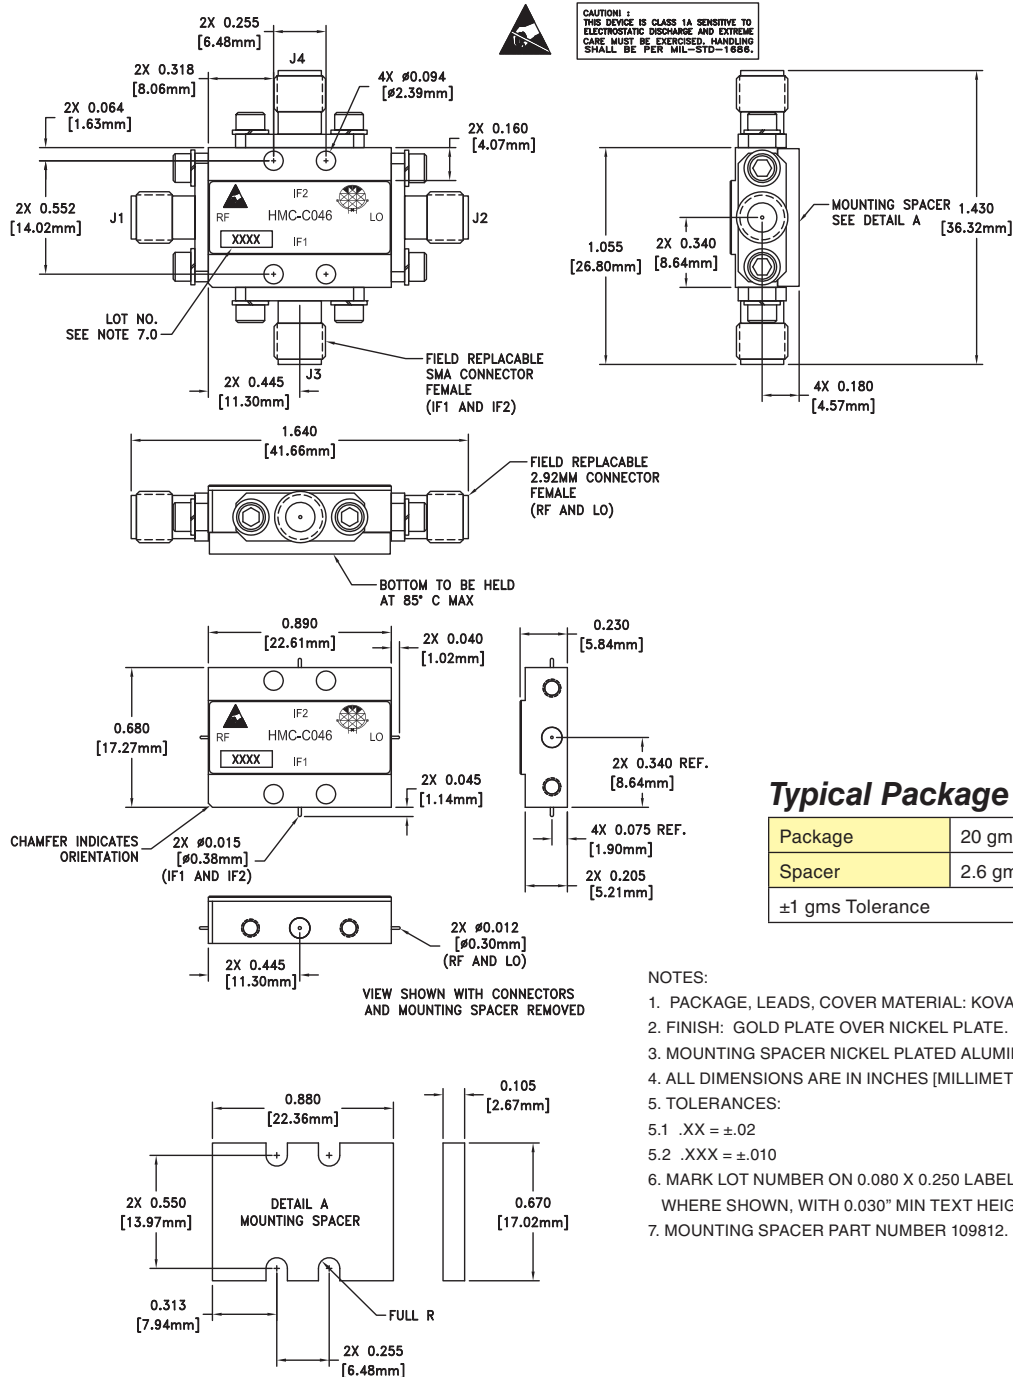 CAUTION! :
THIS DEVICE IS CLASS 1A SENSITIVE TO
ELECTROSTATIC DISCHARGE AND EXTREME
CARE MUST BE EXERCISED. HANDLING
SHALL BE PER MIL-STD-1686.
2X 0.255
[6.48mm]
J4
2X 0.318
[8.06mm]
4X ø0.094
[ø2.39mm]
2X 0.064
[1.63mm]
2X 0.160
[4.07mm]
2X 0.552
[14.02mm]
J1
RF
IF2
HMC-C046
LO
J2
XXXX
IF1
LOT NO.
SEE NOTE 7.0
J3
2X 0.445
[11.30mm]
FIELD REPLACABLE
SMA CONNECTOR
FEMALE
(IF1 AND IF2)
MOUNTING SPACER
SEE DETAIL A
1.430
[36.32mm]
1.055
[26.80mm]
2X 0.340
[8.64mm]
4X 0.180
[4.57mm]
1.640
[41.66mm]
FIELD REPLACABLE
2.92MM CONNECTOR
FEMALE
(RF AND LO)
BOTTOM TO BE HELD
AT 85° C MAX
0.890
[22.61mm]
2X 0.040
[1.02mm]
0.230
[5.84mm]
0.680
[17.27mm]
IF2
RF
HMC-C046
LO
XXXX
IF1
2X 0.045
[1.14mm]
2X 0.340 REF.
[8.64mm]
CHAMFER INDICATES
ORIENTATION
2X ø0.015
[ø0.38mm]
(IF1 AND IF2)
4X 0.075 REF.
[1.90mm]
2X 0.205
[5.21mm]
2X ø0.012
[ø0.30mm]
(RF AND LO)
2X 0.445
[11.30mm]
VIEW SHOWN WITH CONNECTORS
AND MOUNTING SPACER REMOVED
Typical Package
Package 20 gm
Spacer 2.6 gm
±1 gms Tolerance
NOTES:
1. PACKAGE, LEADS, COVER MATERIAL: KOVA
2. FINISH: GOLD PLATE OVER NICKEL PLATE.
3. MOUNTING SPACER NICKEL PLATED ALUMI
4. ALL DIMENSIONS ARE IN INCHES [MILLIMET
5. TOLERANCES:
5.1 .XX = ±.02
5.2 .XXX = ±.010
6. MARK LOT NUMBER ON 0.080 X 0.250 LABEL
WHERE SHOWN, WITH 0.030” MIN TEXT HEIG
7. MOUNTING SPACER PART NUMBER 109812.
0.880
[22.36mm]
0.105
[2.67mm]
2X 0.550
[13.97mm]
DETAIL A
MOUNTING SPACER
0.670
[17.02mm]
0.313
[7.94mm]
FULL R
2X 0.255
[6.48mm]